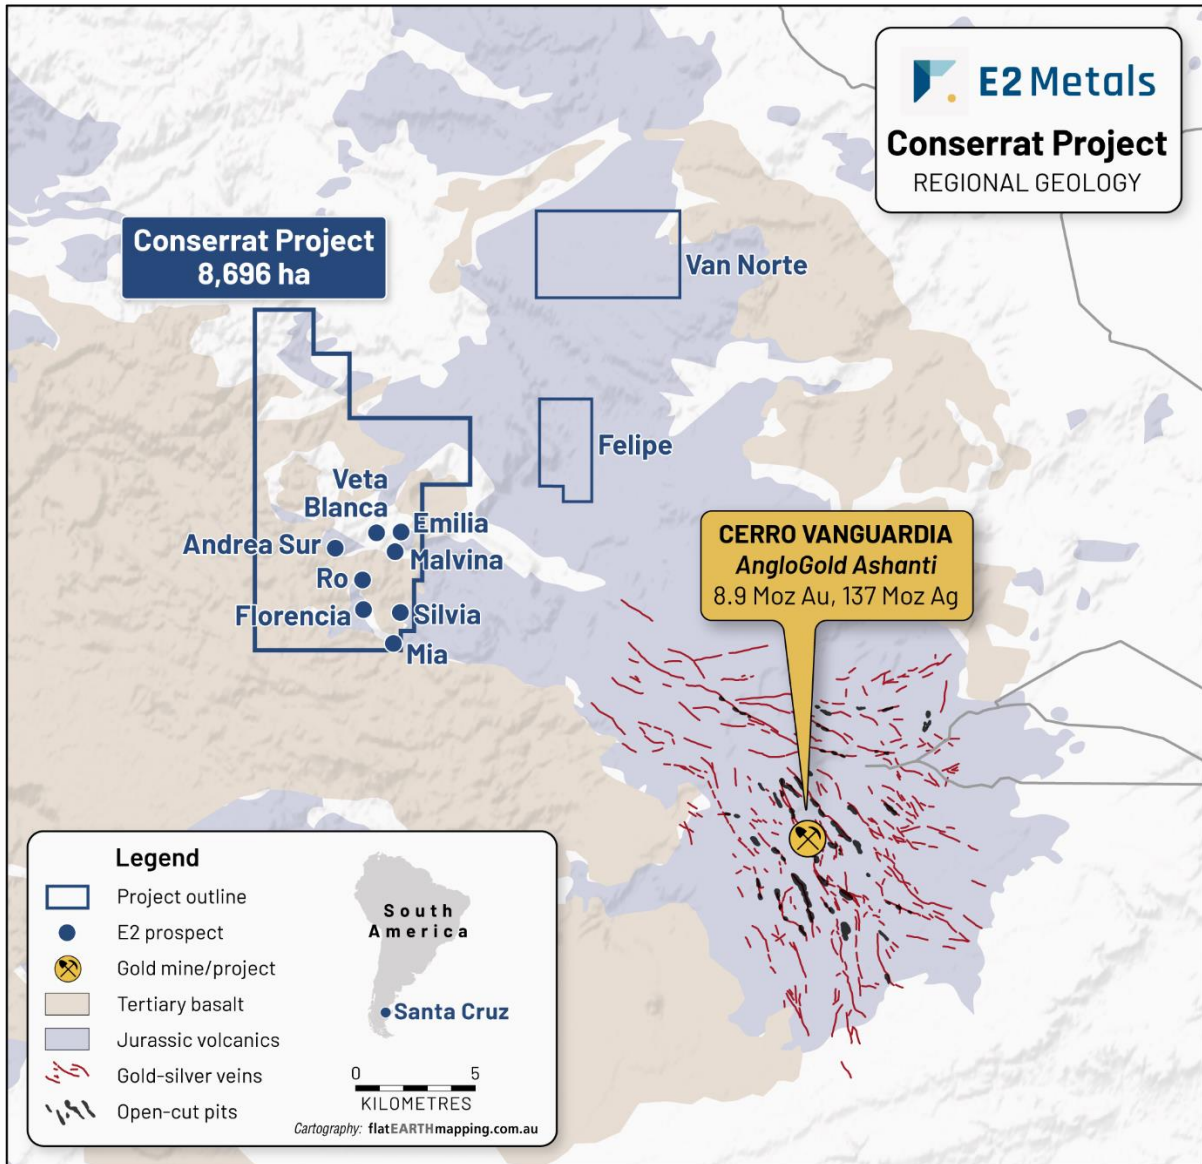 E2 Metals
Conserrat Project
REGIONAL GEOLOGY
Conserrat Project
8,696 ha
Van Norte
Felipe
Veta
Blanca
Emilia
Andrea Sur
Malvina
Ro
Florencia
Silvia
Mia
CERRO VANGUARDIA
AngloGold Ashanti
8.9 Moz Au, 137 Moz Ag
Legend
Project outline
E2 prospect
Gold mine/project
Tertiary basalt
Jurassic volcanics
Gold-silver veins
Open-cut pits
South
America
Santa Cruz
0 5
KILOMETRES
Cartography: flatEARTHmapping.com.au